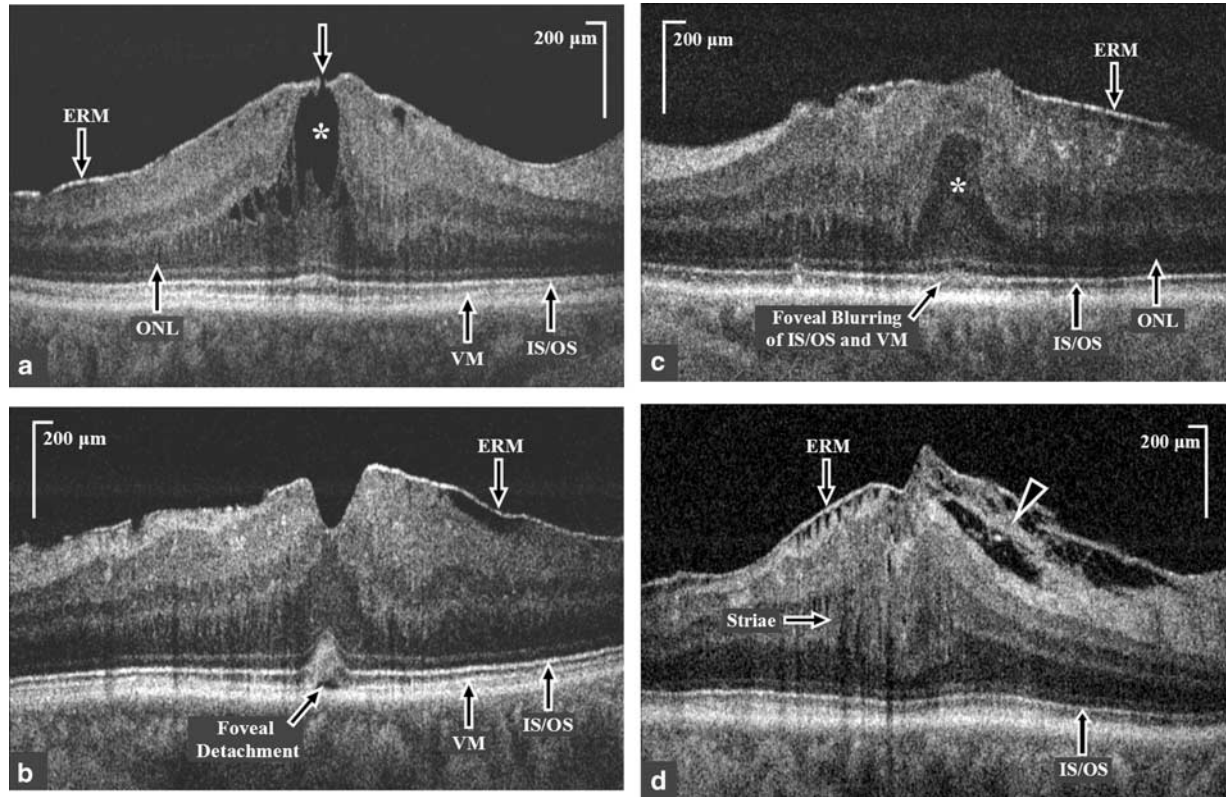 200 µm
ERM
*
ONL
VM
IS/OS
a
200 µm
ERM
*
Foveal Blurring
of IS/OS and VM
IS/OS
ONL
c
200 µm
ERM
Foveal
Detachment
VM
IS/OS
b
ERM
200 µm
Striae
IS/OS
d